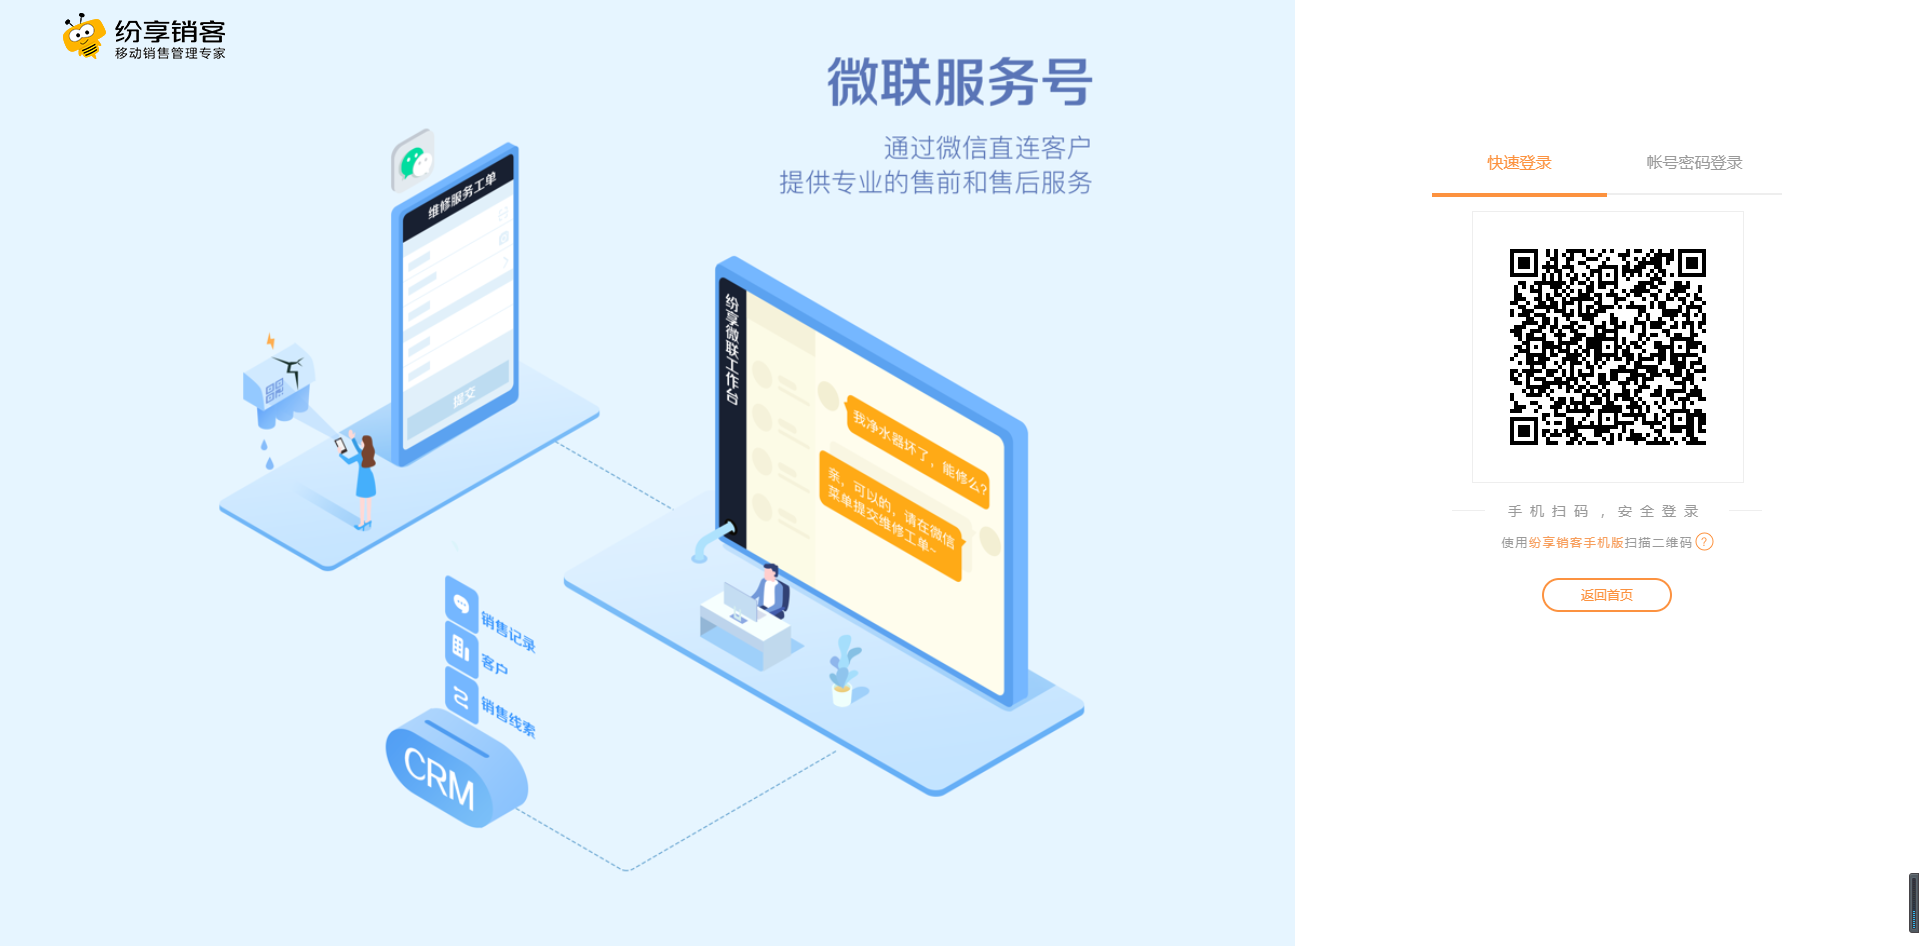 纷享销客
移动销售管理专家
微联服务号
通过微信直连客户
提供专业的售前和售后服务
维修服务工单
提交
纷享微联工作台
我净水器坏了，能修么?
亲，可以的，请在微信
菜单提交维修工单~
销售记录
客户
销售线索
CRM
快速登录
帐号密码登录
手机扫码，安全登录
使用纷享销客手机版扫描二维码 ?
返回首页